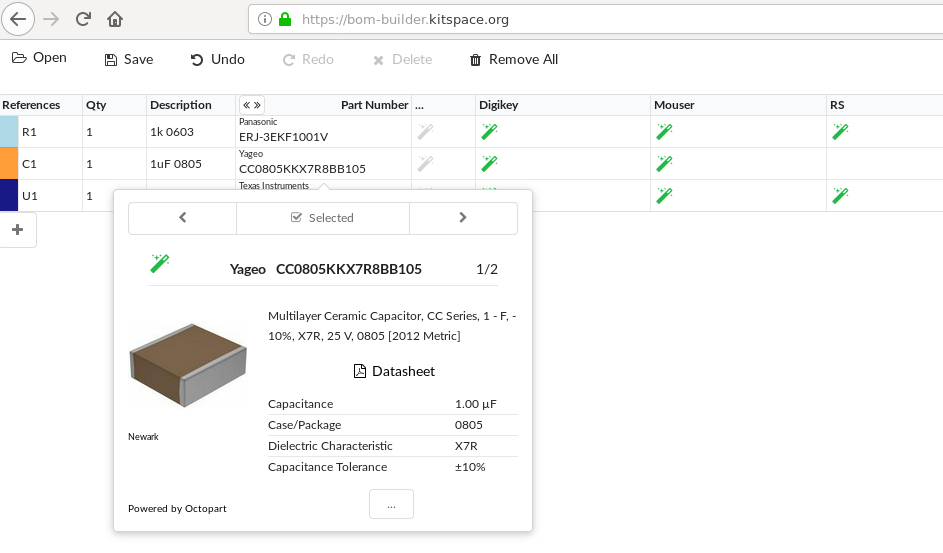 https://bom-builder.kitspace.org
Open Save Undo Redo Delete Remove All
References Qty Description Part Number ... Digikey Mouser RS
Panasonic
R1 1 1k 0603 ERJ-3EKF1001V
Yageo
C1 1 1uF 0805 CC0805KKX7R8BB105
Texas Instruments
U1 1
Selected
Yageo CC0805KKX7R8BB105 1/2
Multilayer Ceramic Capacitor, CC Series, 1 - F, -
10%, X7R, 25 V, 0805 [2012 Metric]
Datasheet
Capacitance 1.00 µF
Case/Package 0805
Newark
Dielectric Characteristic X7R
Capacitance Tolerance ±10%
...
Powered by Octopart